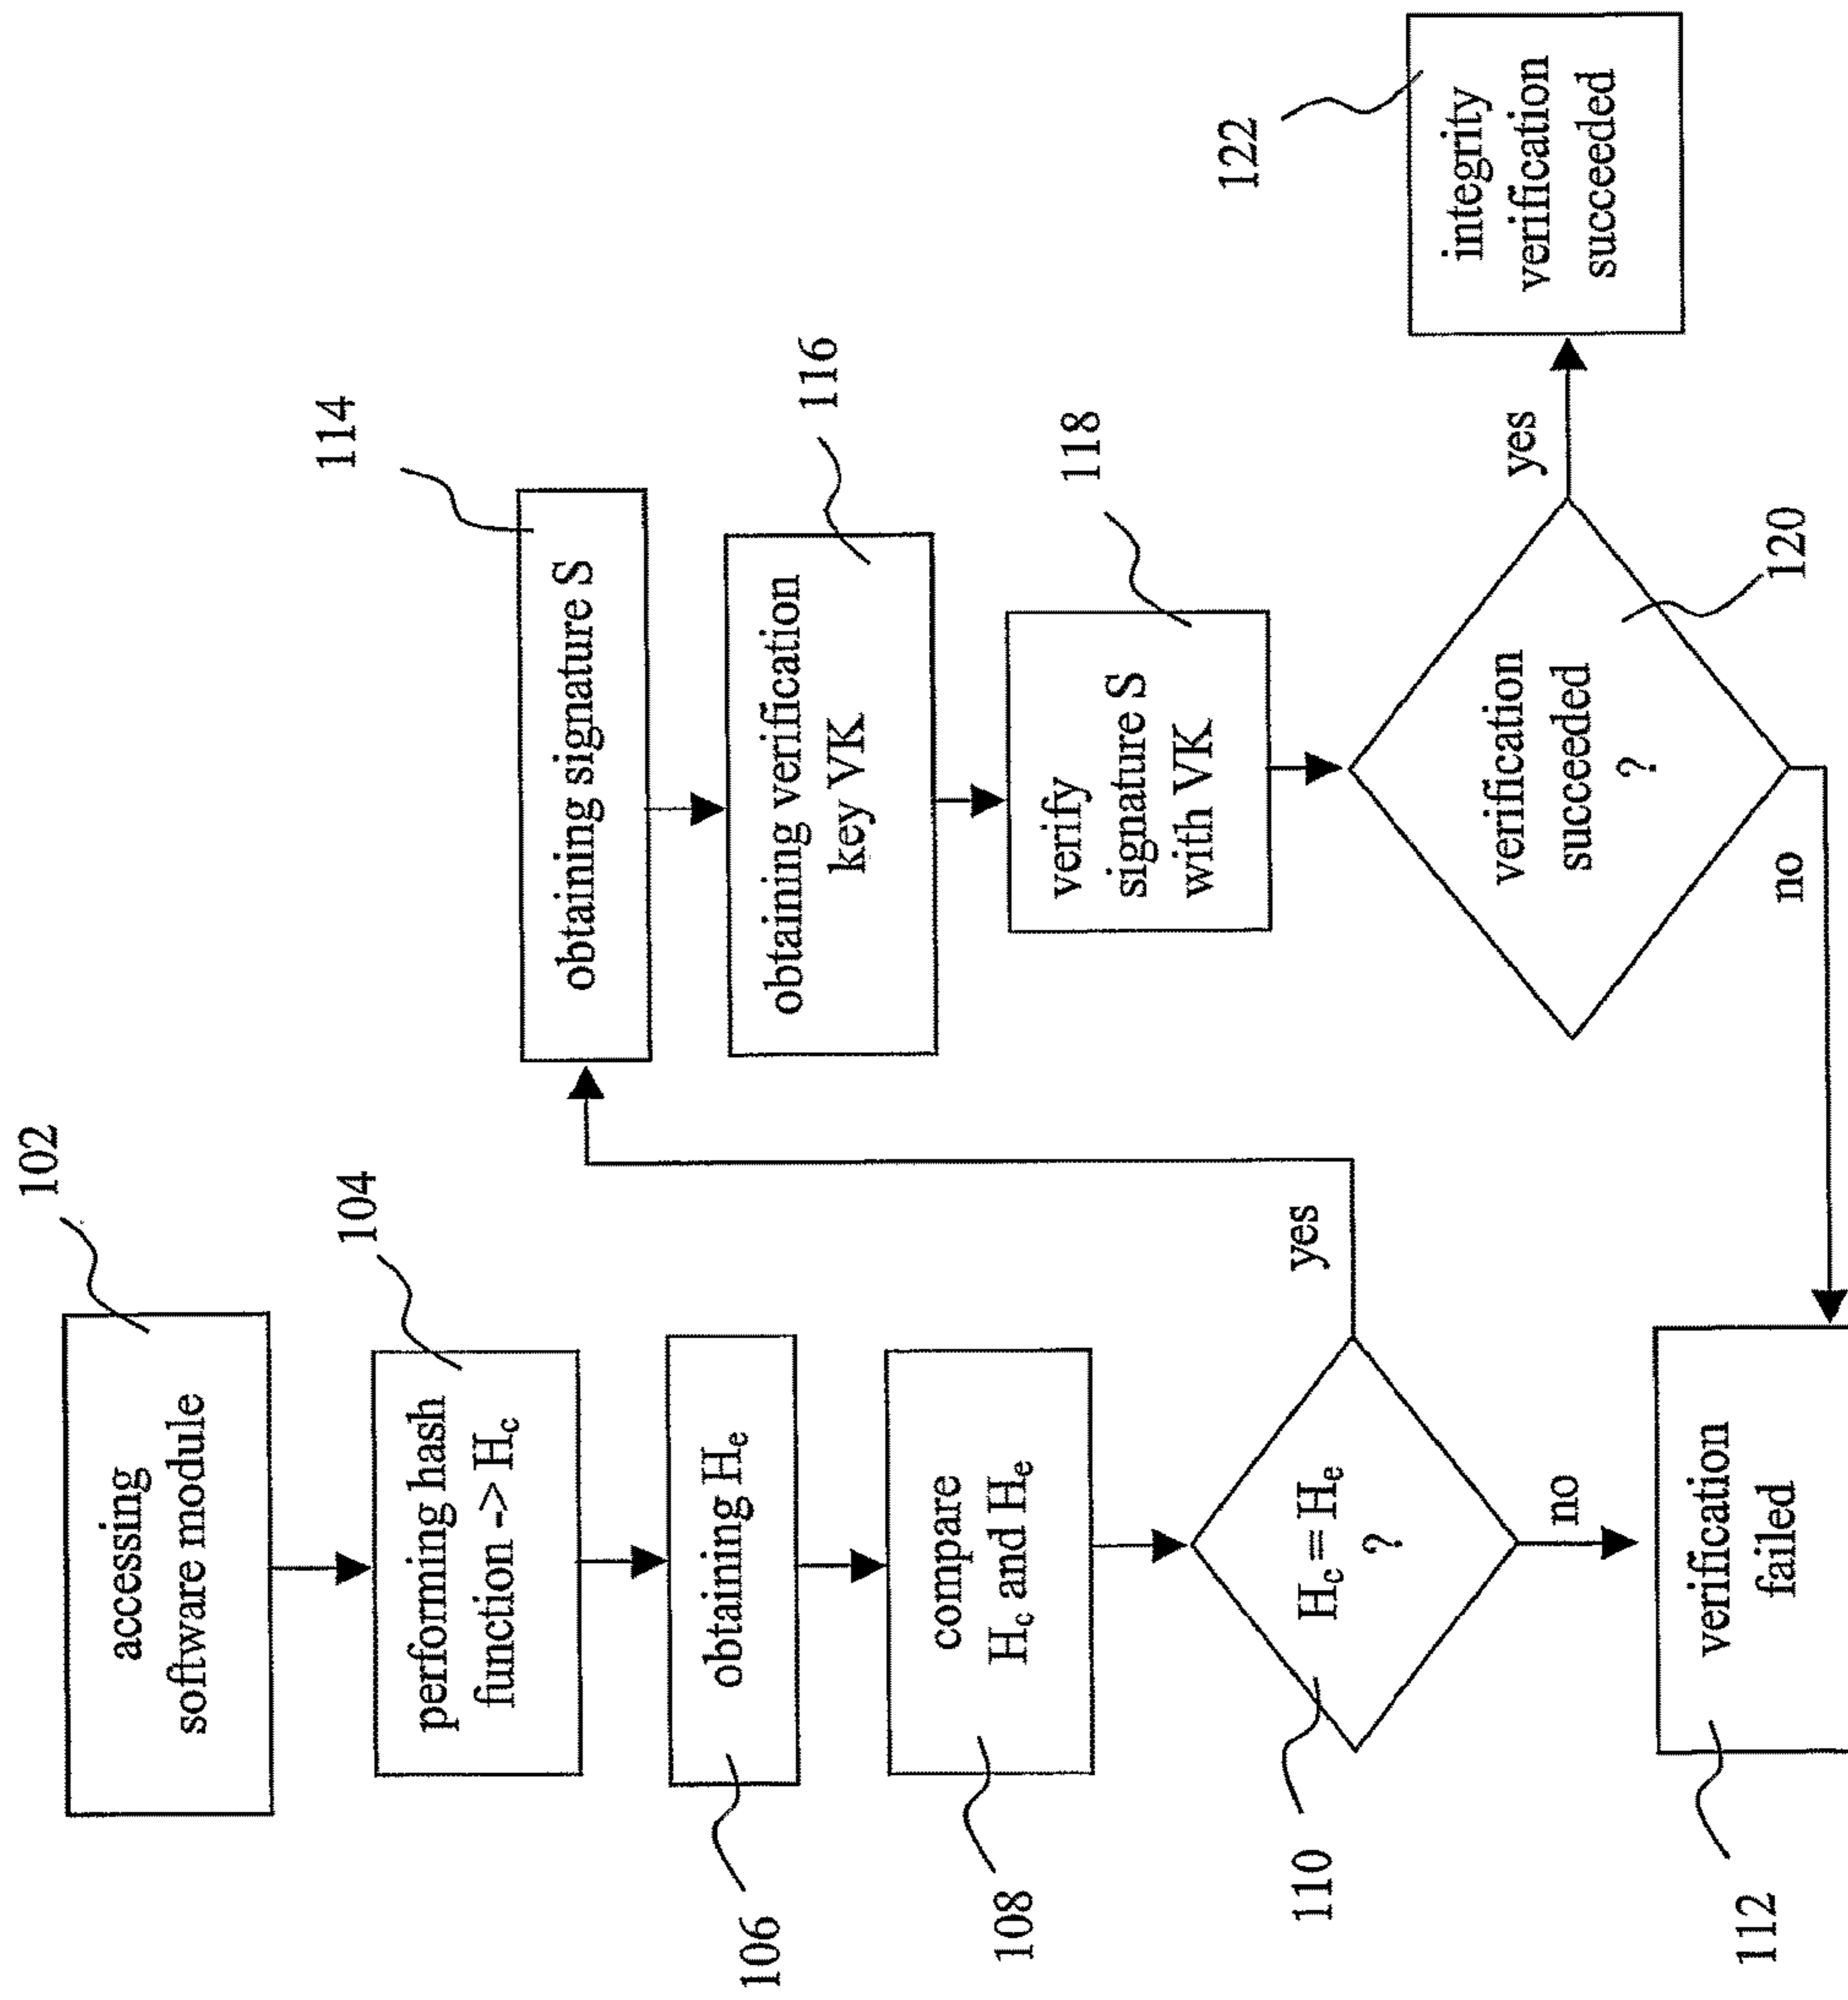 102
accessing
software module
104
performing hash
function -> Hc
106
obtaining He
108
compare
Hc and He
110
Hc = He
?
yes
no
112
verification
failed
114
obtaining signature S
116
obtaining verification
key VK
118
verify
signature S
with VK
120
verification
succeeded
?
yes
no
122
integrity
verification
succeeded